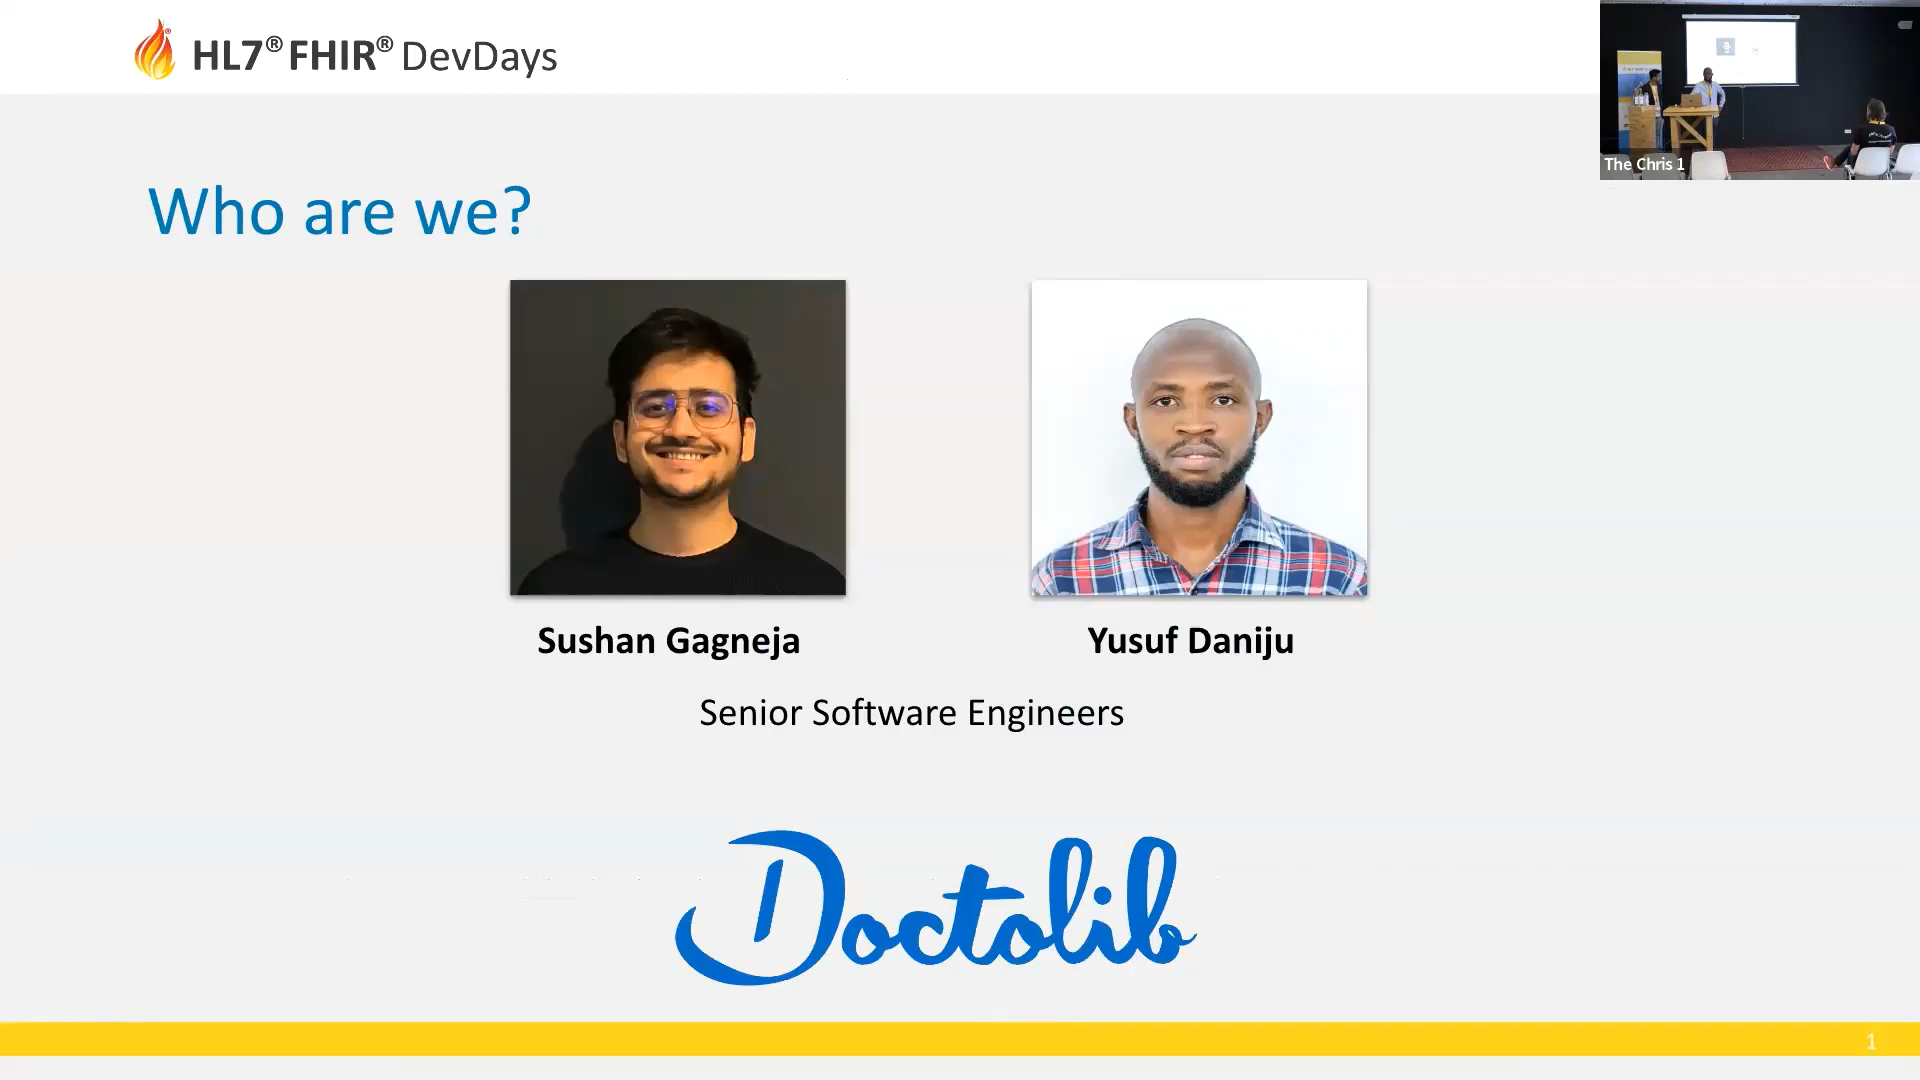 HL7® FHIR® DevDays
The Chris 1
Who are we?
Sushan Gagneja
Yusuf Daniju
Senior Software Engineers
Doctolib
1